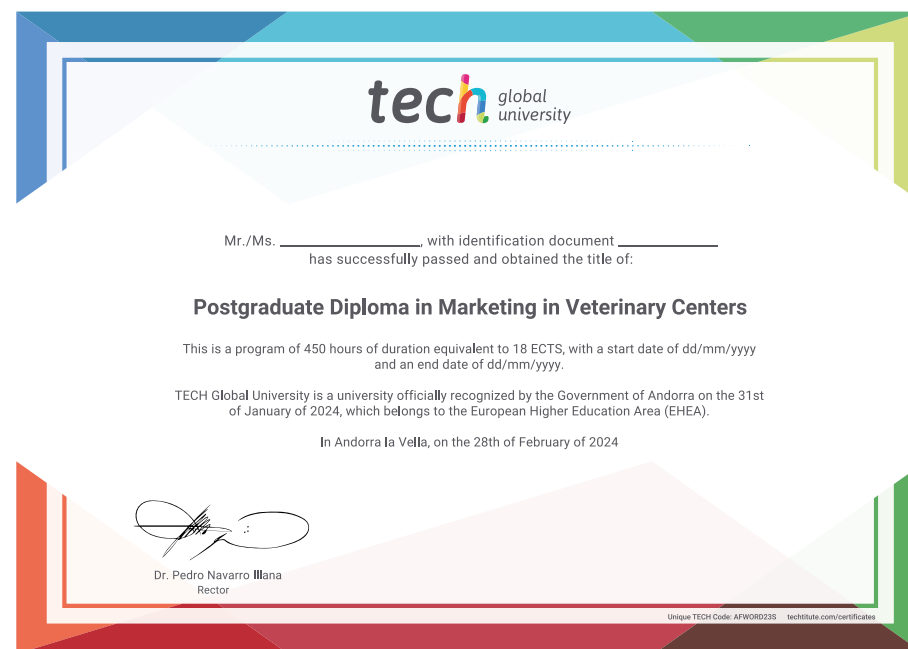 tech global
university
Mr./Ms. ____________________, with identification document ______________
has successfully passed and obtained the title of:
Postgraduate Diploma in Marketing in Veterinary Centers
This is a program of 450 hours of duration equivalent to 18 ECTS, with a start date of dd/mm/yyyy
and an end date of dd/mm/yyyy.
TECH Global University is a university officially recognized by the Government of Andorra on the 31st
of January of 2024, which belongs to the European Higher Education Area (EHEA).
In Andorra la Vella, on the 28th of February of 2024
Dr. Pedro Navarro Illana
Rector
Unique TECH Code: AFWORD23S techtitute.com/certificates